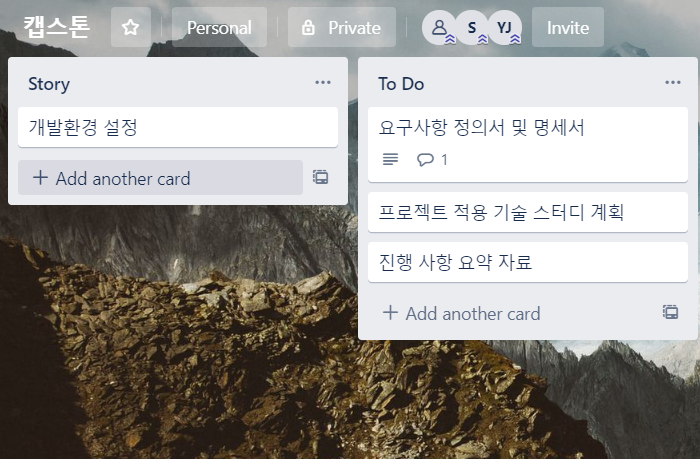 캡스톤
Personal
Private
S
YJ
Invite
Story
개발환경 설정
+ Add another card
To Do
요구사항 정의서 및 명세서
1
프로젝트 적용 기술 스터디 계획
진행 사항 요약 자료
+ Add another card